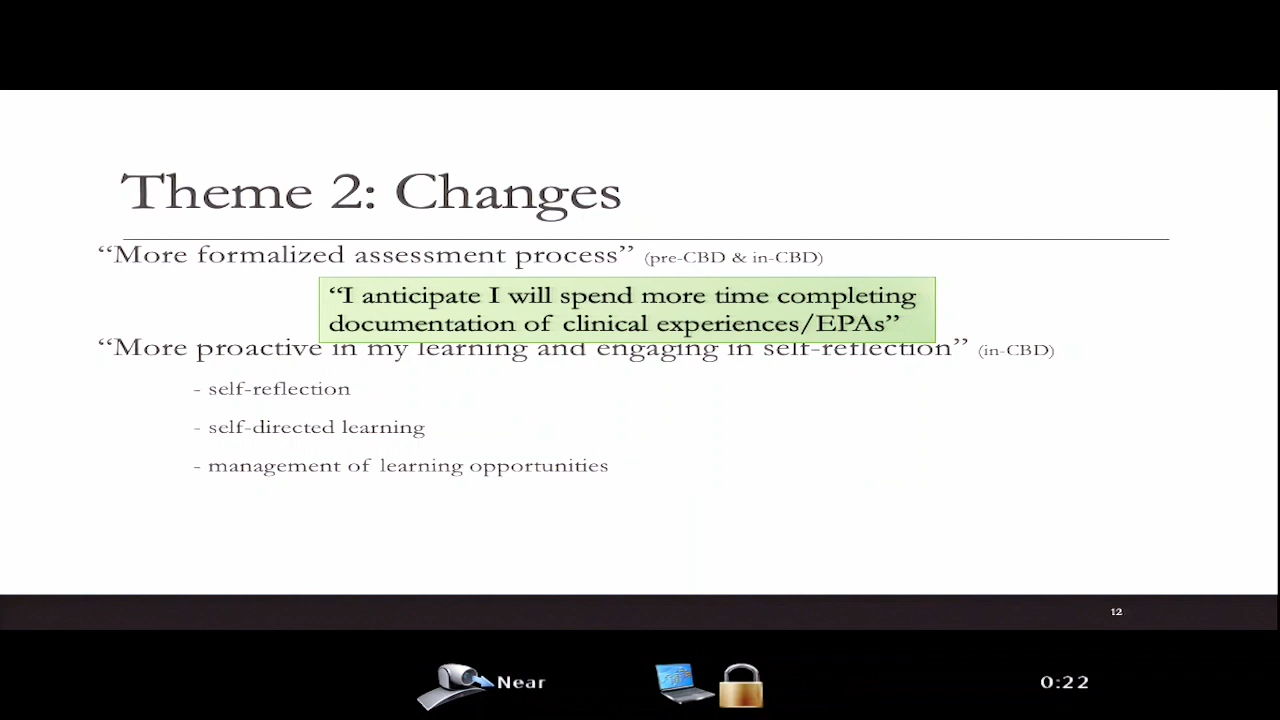 Theme 2: Changes
“More formalized assessment process” (pre-CBD & in-CBD)
“I anticipate I will spend more time completing
documentation of clinical experiences/EPAs”
“More proactive in my learning and engaging in self-reflection” (in-CBD)
- self-reflection
- self-directed learning
- management of learning opportunities
12
Near
0:22